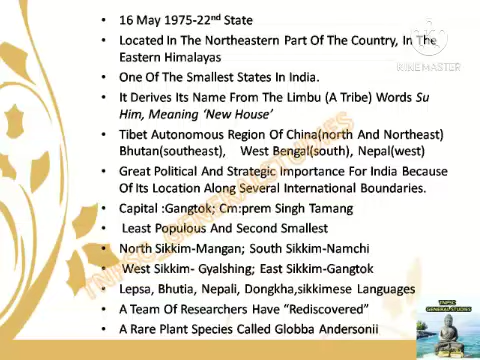 16 May 1975-22nd State
Located In The Northeastern Part Of The Country, In The
Eastern Himalayas
KINEMASTER
One Of The Smallest States In India.
It Derives Its Name From The Limbu (A Tribe) Words Su
Him, Meaning ‘New House’
Tibet Autonomous Region Of China(north And Northeast)
Bhutan(southeast), West Bengal(south), Nepal(west)
Great Political And Strategic Importance For India Because
Of Its Location Along Several International Boundaries.
Capital :Gangtok; Cm:prem Singh Tamang
Least Populous And Second Smallest
North Sikkim-Mangan; South Sikkim-Namchi
West Sikkim- Gyalshing; East Sikkim-Gangtok
Lepsa, Bhutia, Nepali, Dongkha,sikkimese Languages
A Team Of Researchers Have “Rediscovered”
A Rare Plant Species Called Globba Andersonii
TNPSC_GENERALSTUDIES
TNPSC
GENERAL STUDIES